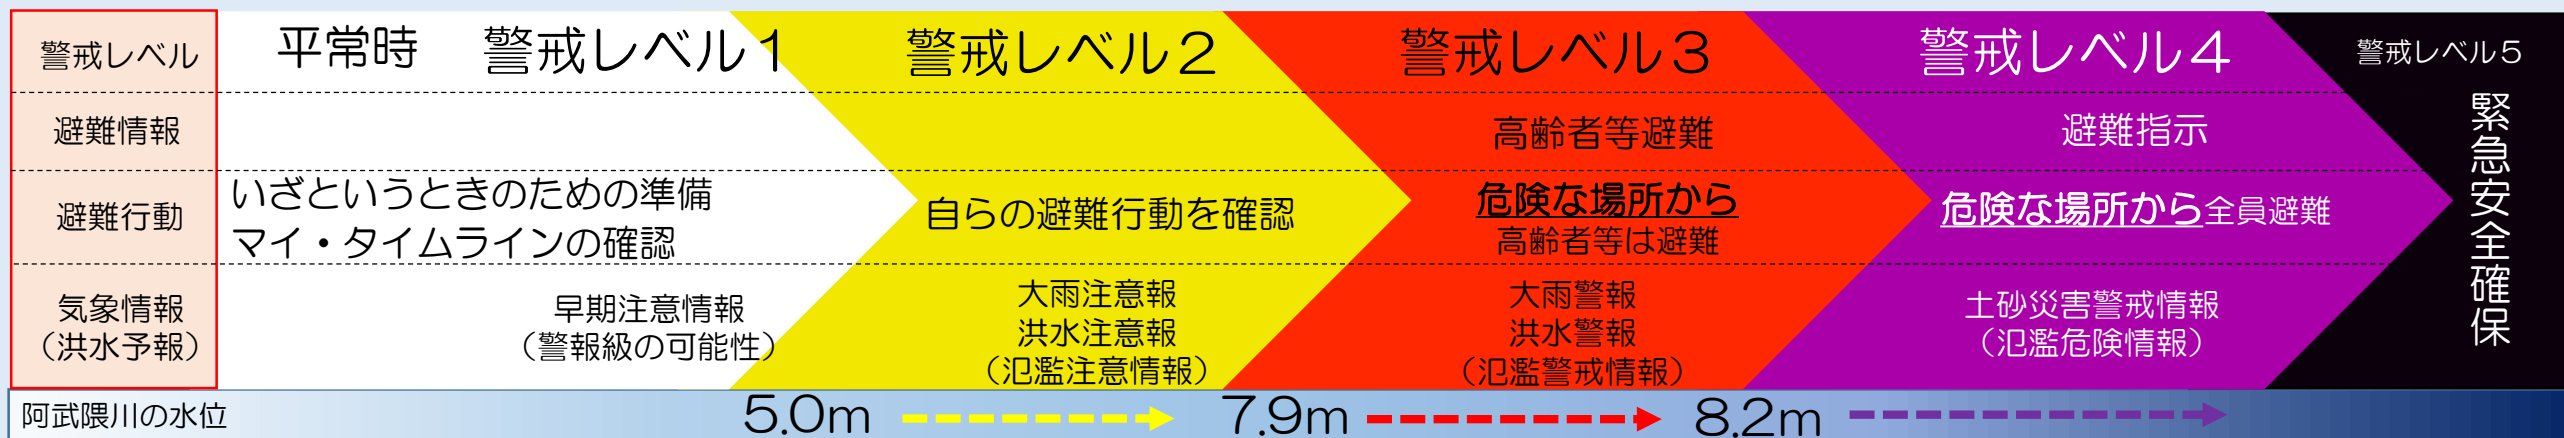 警戒レベル
平常時
警戒レベル1
警戒レベル2
警戒レベル3
警戒レベル4
警戒レベル5
避難情報
高齢者等避難
避難指示
緊急安全確保
避難行動
いざというときのための準備
マイ・タイムラインの確認
自らの避難行動を確認
危険な場所から
高齢者等は避難
危険な場所から全員避難
気象情報
（洪水予報）
早期注意情報
（警報級の可能性）
大雨注意報
洪水注意報
（氾濫注意情報）
大雨警報
洪水警報
（氾濫警戒情報）
土砂災害警戒情報
（氾濫危険情報）
阿武隈川の水位
5.0m
7.9m
8.2m